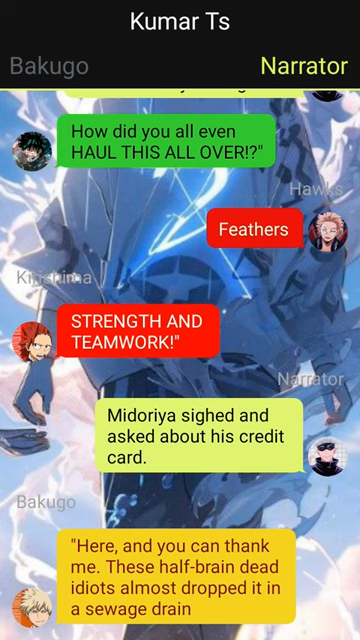 Kumar Ts
Bakugo
Narrator
How did you all even
HAUL THIS ALL OVER!?"
Hawks
Feathers
Kirishima
STRENGTH AND
TEAMWORK!"
Narrator
Midoriya sighed and
asked about his credit
card.
Bakugo
"Here, and you can thank
me. These half-brain dead
idiots almost dropped it in
a sewage drain